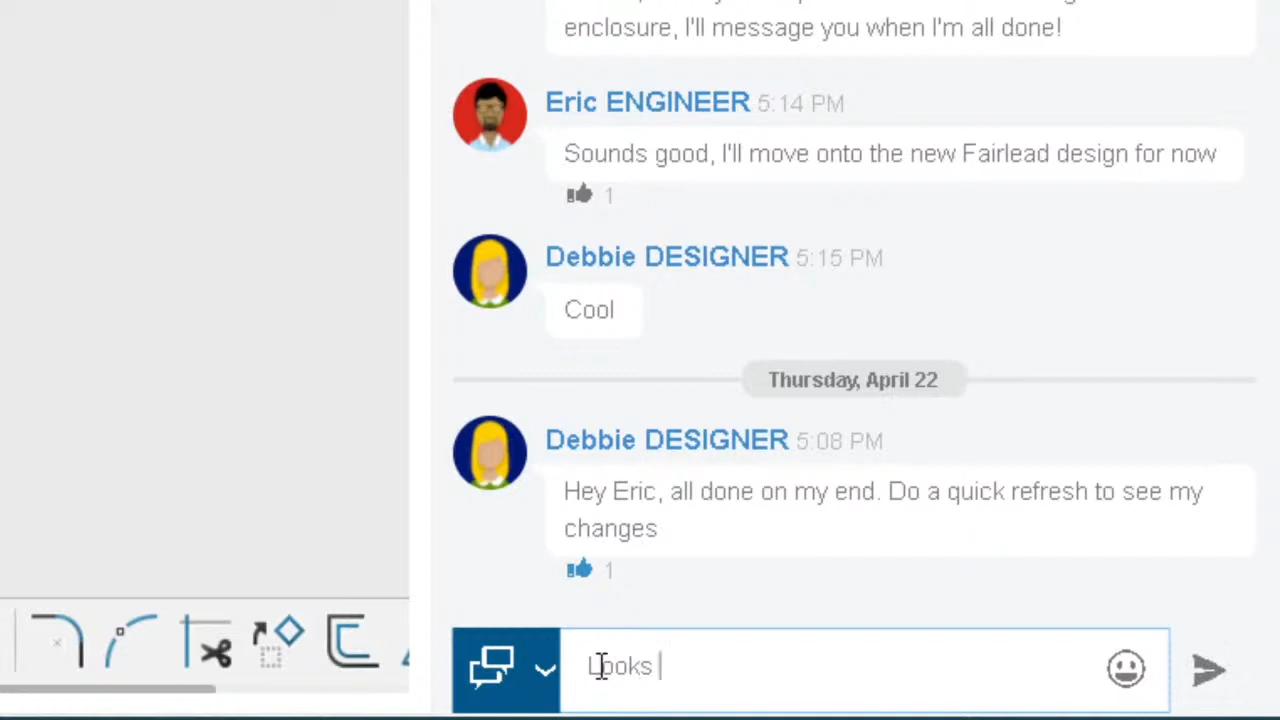 enclosure, I'll message you when I'm all done!
Eric ENGINEER 5:14 PM
Sounds good, I'll move onto the new Fairlead design for now
1
Debbie DESIGNER 5:15 PM
Cool
Thursday, April 22
Debbie DESIGNER 5:08 PM
Hey Eric, all done on my end. Do a quick refresh to see my
changes
1
Looks